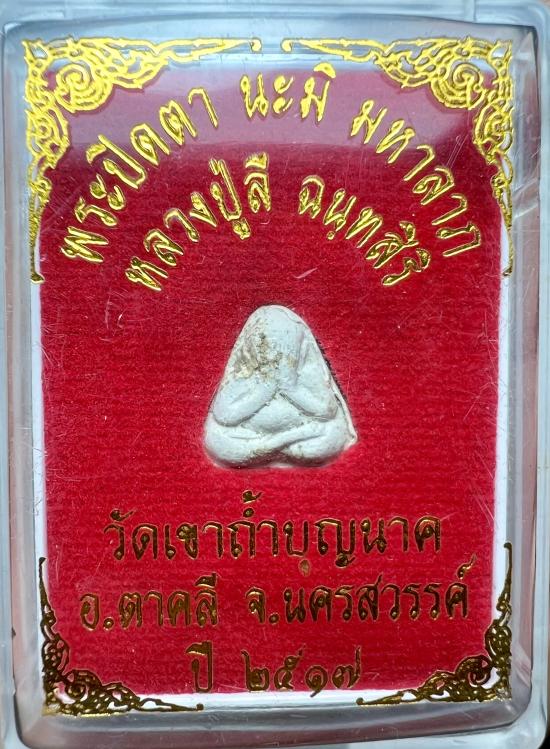 พระปิดตา นะมิ มหาลาภ
หลวงปู่สี ฉนฺทสิริ
วัดเขาถ้ำบุญนาค
อ.ตาคลี จ.นครสวรรค์
ปี ๒๕๑๗